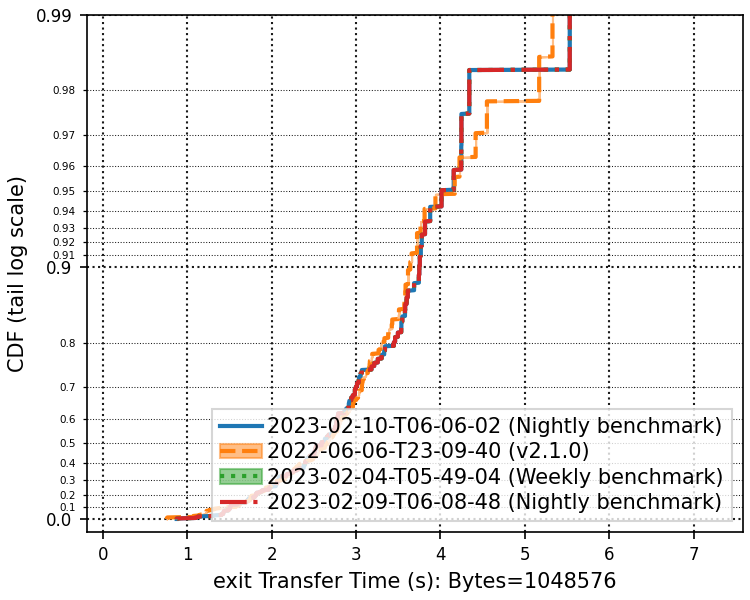 CDF (tail log scale)
0.99
0.98
0.97
0.96
0.95
0.94
0.93
0.92
0.91
0.9
0.8
0.7
0.6
0.5
0.4
0.3
0.2
0.1
0.0
2023-02-10-T06-06-02 (Nightly benchmark)
2022-06-06-T23-09-40 (v2.1.0)
2023-02-04-T05-49-04 (Weekly benchmark)
2023-02-09-T06-08-48 (Nightly benchmark)
0 1 2 3 4 5 6 7
exit Transfer Time (s): Bytes=1048576